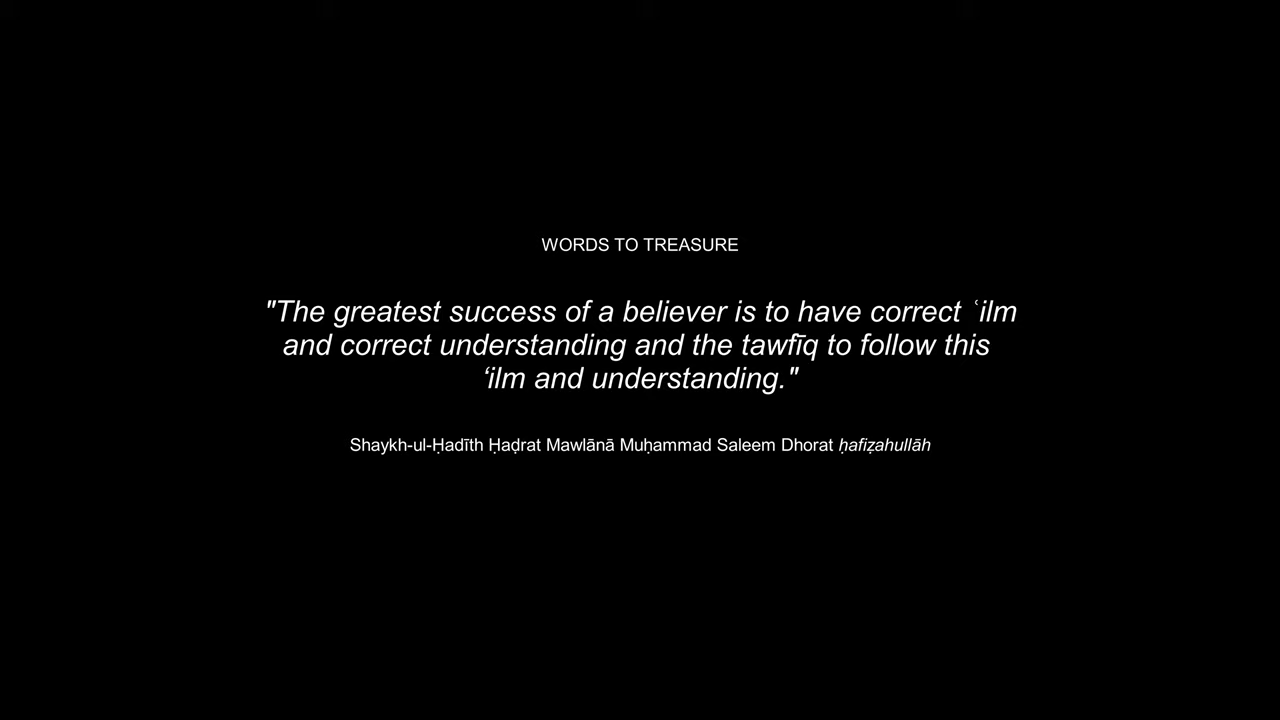 WORDS TO TREASURE
"The greatest success of a believer is to have correct ʿilm
and correct understanding and the tawfīq to follow this
‘ilm and understanding."
Shaykh-ul-Ḥadīth Ḥaḍrat Mawlānā Muḥammad Saleem Dhorat ḥafiẓahullāh